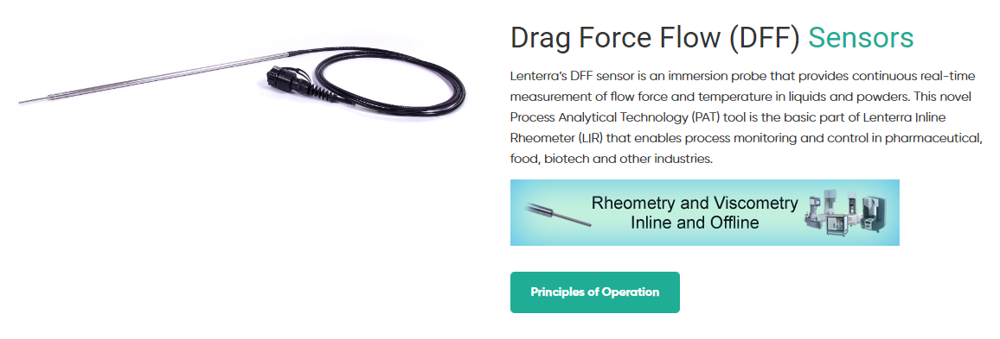 Drag Force Flow (DFF) Sensors
Lenterra's DFF sensor is an immersion probe that provides continuous real-time
measurement of flow force and temperature in liquids and powders. This novel
Process Analytical Technology (PAT) tool is the basic part of Lenterra Inline
Rheometer (LIR) that enables process monitoring and control in pharmaceutical,
food, biotech and other industries.
Rheometry and Viscometry
Inline and Offline
Principles of Operation